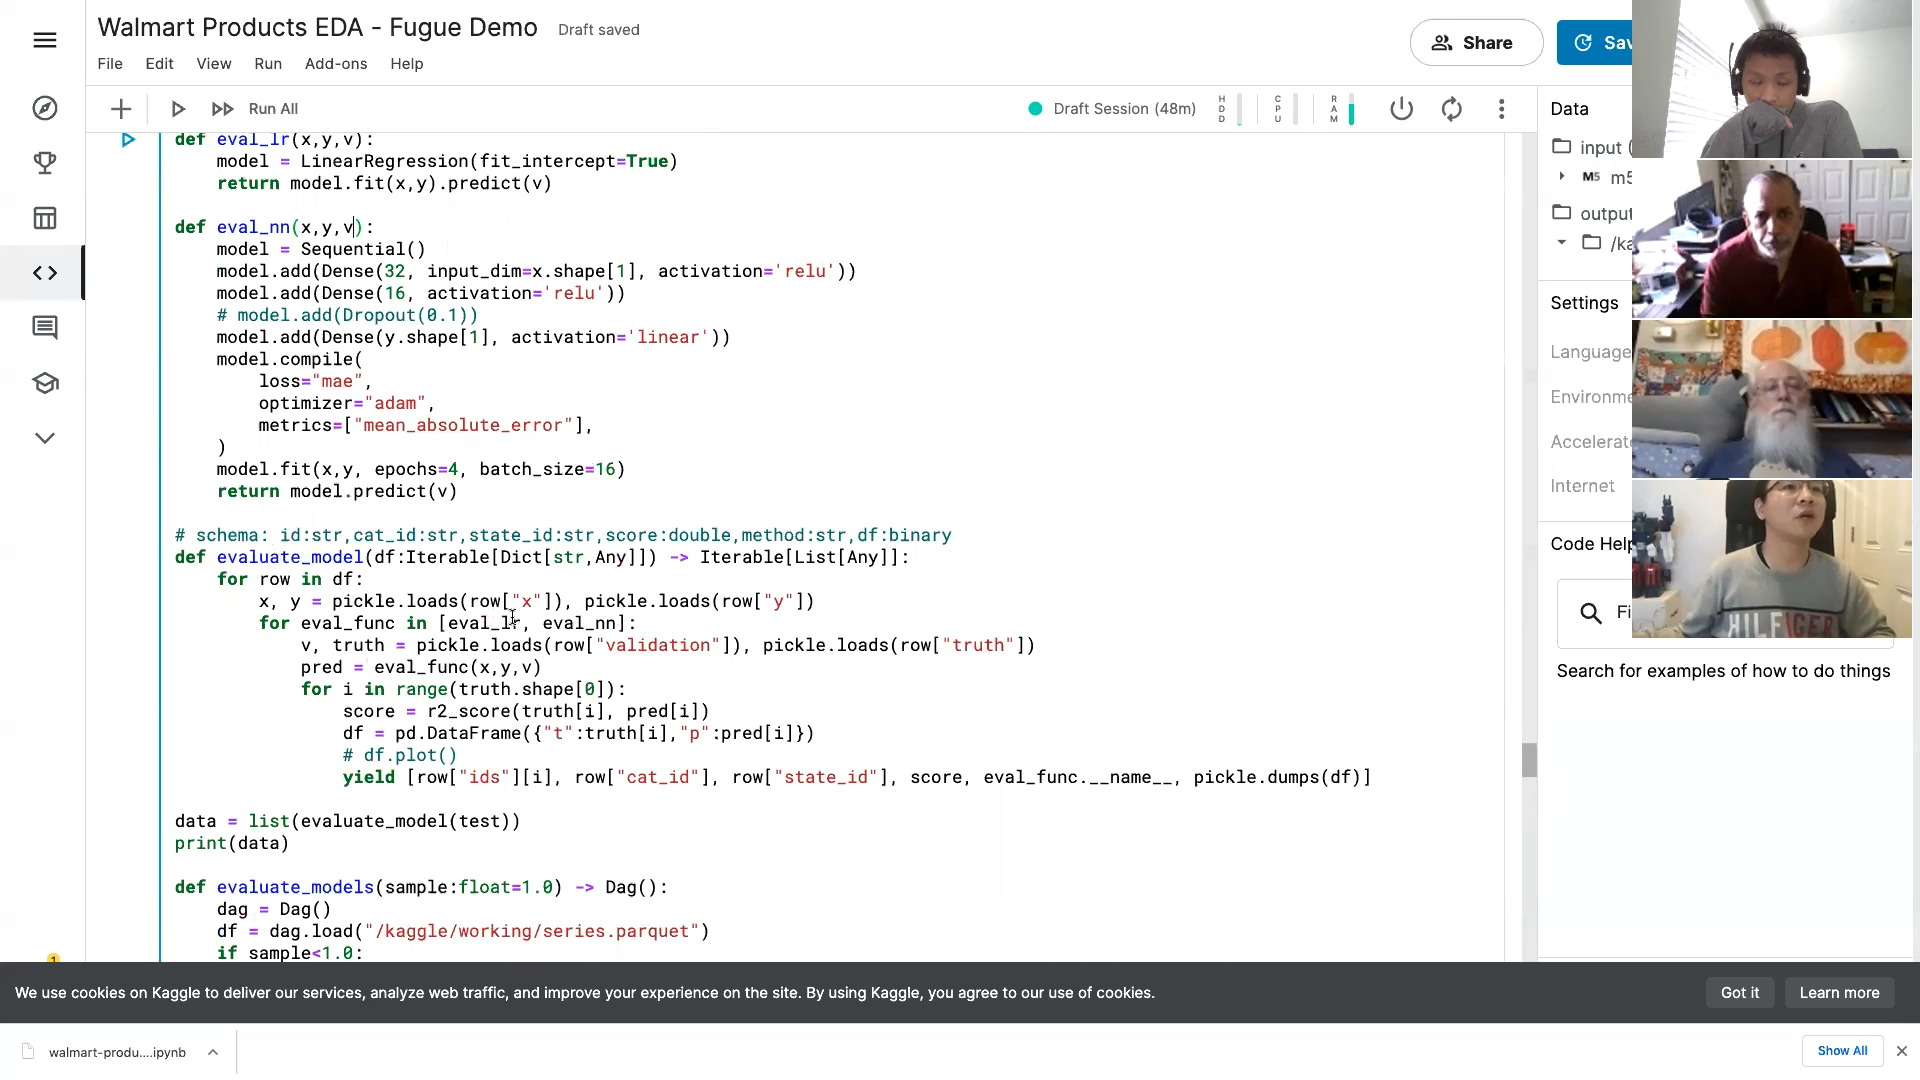 Walmart Products EDA - Fugue Demo Draft saved
Share
Sav
File Edit View Run Add-ons Help
Run All
Draft Session (48m)
HDD
CPU
RAM
Data
def eval_lr(x,y,v):
    model = LinearRegression(fit_intercept=True)
    return model.fit(x,y).predict(v)
def eval_nn(x,y,v):
    model = Sequential()
    model.add(Dense(32, input_dim=x.shape[1], activation='relu'))
    model.add(Dense(16, activation='relu'))
    # model.add(Dropout(0.1))
    model.add(Dense(y.shape[1], activation='linear'))
    model.compile(
        loss="mae",
        optimizer="adam",
        metrics=["mean_absolute_error"],
    )
    model.fit(x,y, epochs=4, batch_size=16)
    return model.predict(v)
# schema: id:str,cat_id:str,state_id:str,score:double,method:str,df:binary
def evaluate_model(df:Iterable[Dict[str,Any]]) -> Iterable[List[Any]]:
    for row in df:
        x, y = pickle.loads(row["x"]), pickle.loads(row["y"])
        for eval_func in [eval_lr, eval_nn]:
            v, truth = pickle.loads(row["validation"]), pickle.loads(row["truth"])
            pred = eval_func(x,y,v)
            for i in range(truth.shape[0]):
                score = r2_score(truth[i], pred[i])
                df = pd.DataFrame({"t":truth[i],"p":pred[i]})
                # df.plot()
                yield [row["ids"][i], row["cat_id"], row["state_id"], score, eval_func.__name__, pickle.dumps(df)]
data = list(evaluate_model(test))
print(data)
def evaluate_models(sample:float=1.0) -> Dag():
    dag = Dag()
    df = dag.load("/kaggle/working/series.parquet")
    if sample<1.0:
input (
M5 m5
output
/ka
Settings
Language
Environme
Accelerato
Internet
Code Help
Fi
Search for examples of how to do things
HILFIGER
1
We use cookies on Kaggle to deliver our services, analyze web traffic, and improve your experience on the site. By using Kaggle, you agree to our use of cookies.
Got it
Learn more
walmart-produ....ipynb
Show All